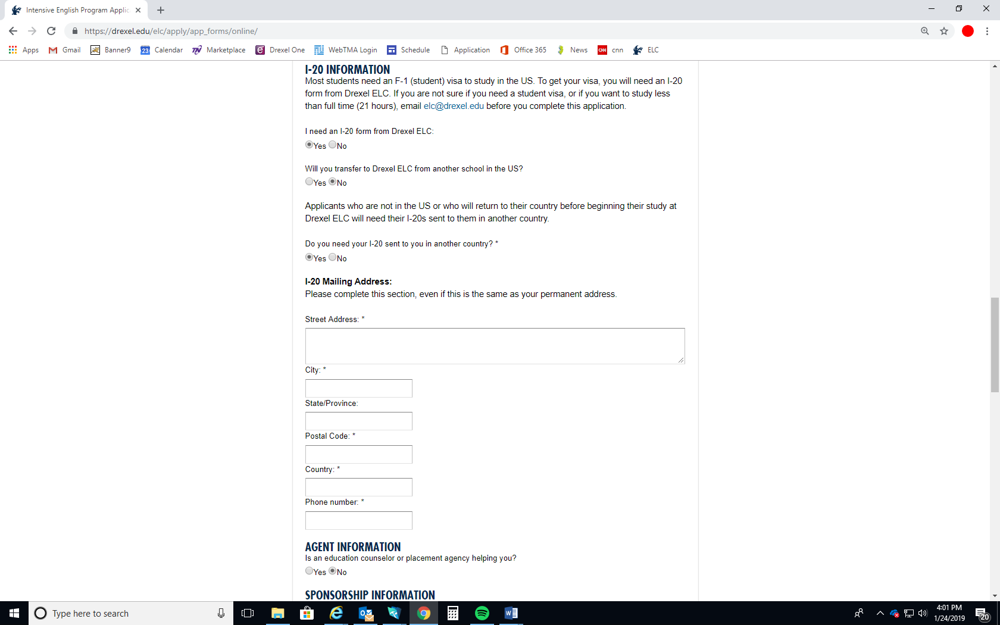 Intensive English Program Applic
https://drexel.edu/elc/apply/app_forms/online/
Apps Gmail Banner9 23 Calendar Marketplace Drexel One WebTMA Login Schedule Application Office 365 News CNN cnn ELC
I-20 INFORMATION
Most students need an F-1 (student) visa to study in the US. To get your visa, you will need an I-20
form from Drexel ELC. If you are not sure if you need a student visa, or if you want to study less
than full time (21 hours), email elc@drexel.edu before you complete this application.
I need an I-20 form from Drexel ELC:
Yes No
Will you transfer to Drexel ELC from another school in the US?
Yes No
Applicants who are not in the US or who will return to their country before beginning their study at
Drexel ELC will need their I-20s sent to them in another country.
Do you need your I-20 sent to you in another country? *
Yes No
I-20 Mailing Address:
Please complete this section, even if this is the same as your permanent address.
Street Address: *
City: *
State/Province:
Postal Code: *
Country: *
Phone number: *
AGENT INFORMATION
Is an education counselor or placement agency helping you?
Yes No
SPONSORSHIP INFORMATION
Type here to search
4:01 PM
1/24/2019
20